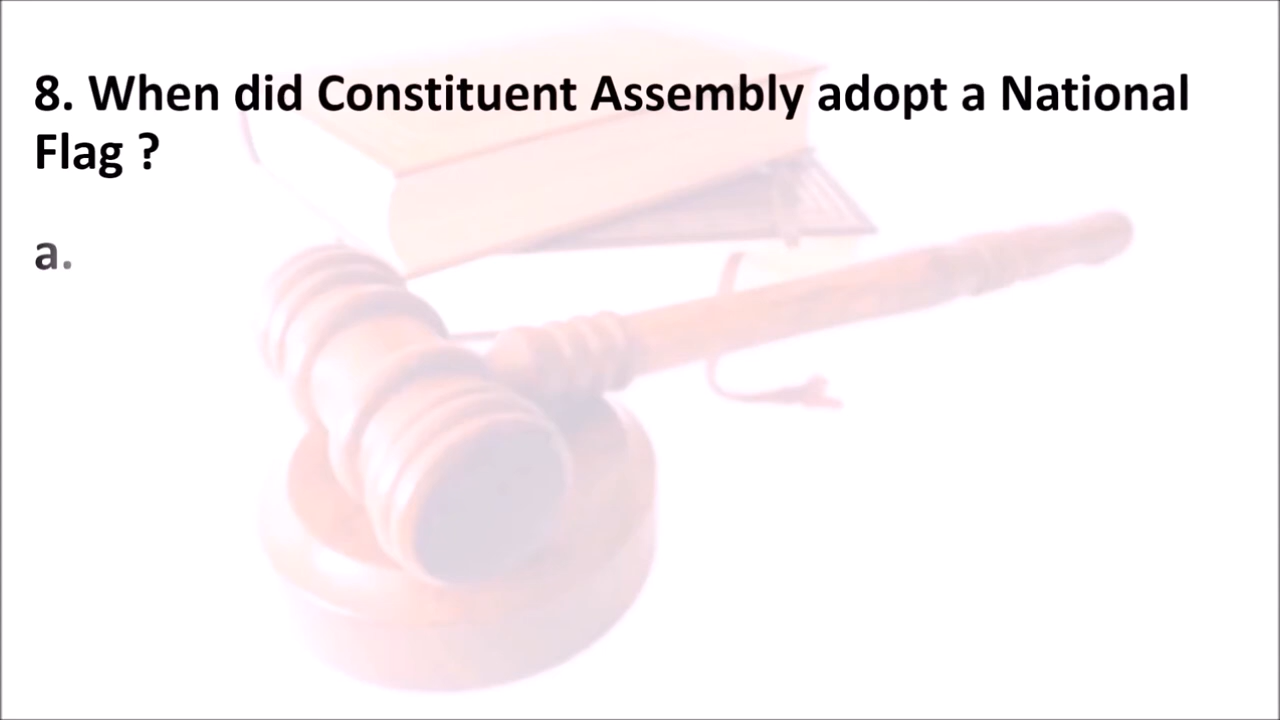 8. When did Constituent Assembly adopt a National
Flag ?
a.